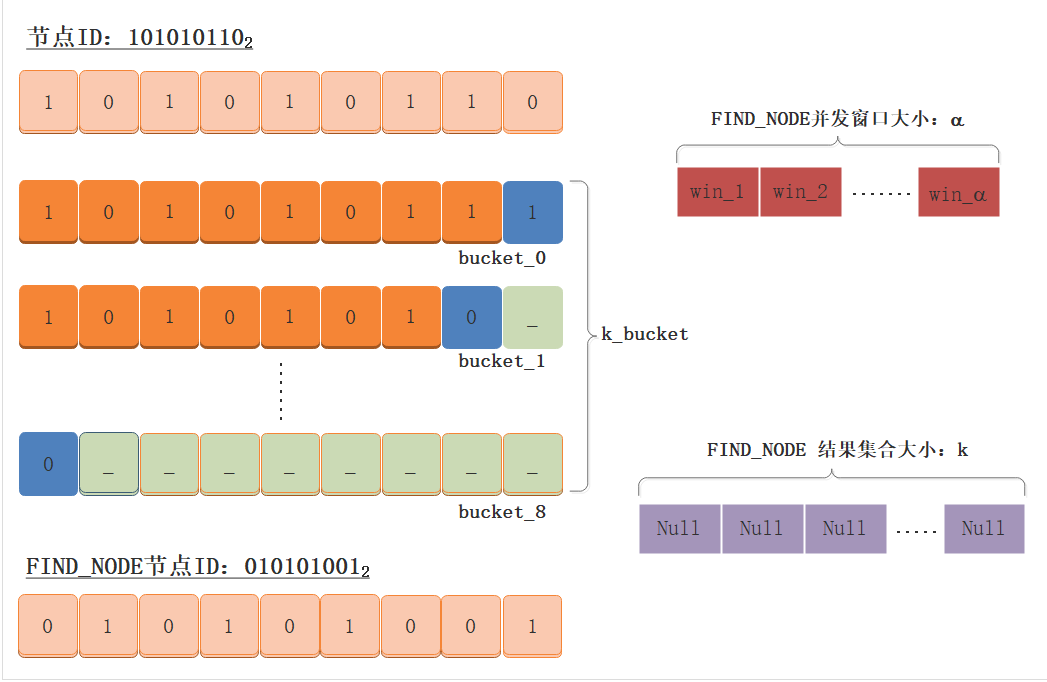 节点ID：101010110₂
1 0 1 0 1 0 1 1 0
FIND_NODE并发窗口大小：α
win_1 win_2 ······· win_α
1 0 1 0 1 0 1 1 1
bucket_0
1 0 1 0 1 0 1 0 _
bucket_1
k_bucket
0 _ _ _ _ _ _ _ _
bucket_8
FIND_NODE 结果集合大小：k
Null Null Null ····· Null
FIND_NODE节点ID：010101001₂
0 1 0 1 0 1 0 0 1